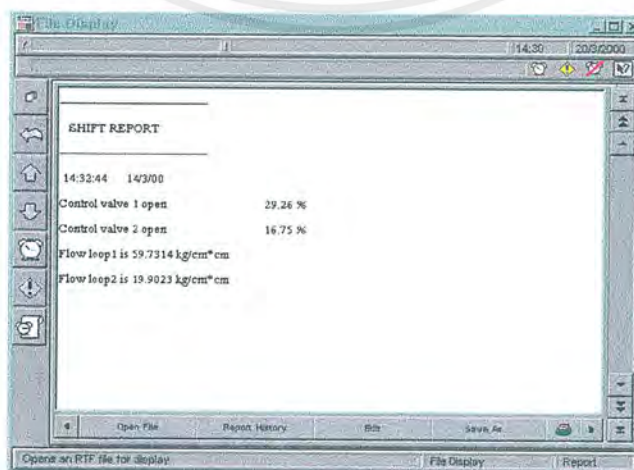 File Display
14:30 20/3/2000
SHIFT REPORT
14:32:44 14/3/00
Control valve 1 open 29.26 %
Control valve 2 open 16.75 %
Flow loop1 is 59.7314 kg/cm*cm
Flow loop2 is 19.9023 kg/cm*cm
Open File Report History Edit Save As
Opens an RTF file for display File Display Report